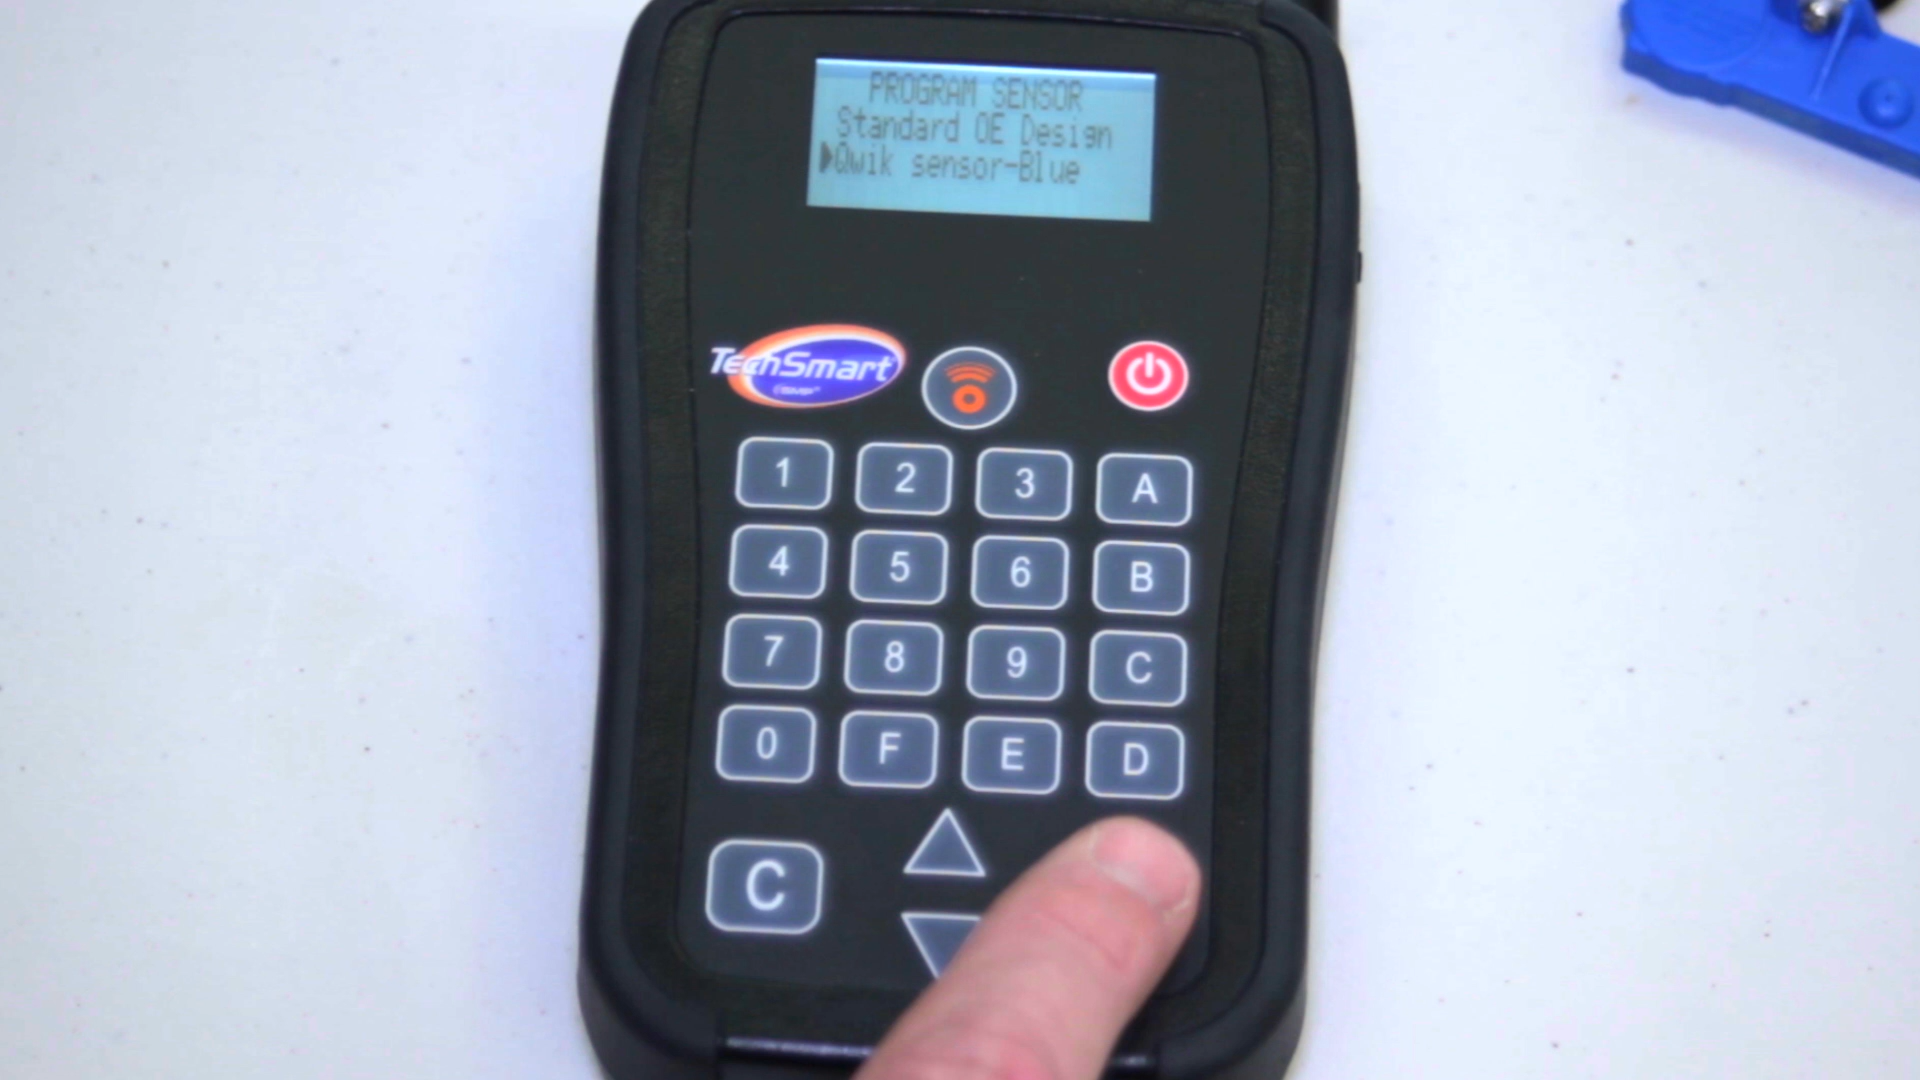 PROGRAM SENSOR
Standard OE Design
Qwik sensor-Blue
TechSmart
1 2 3 A
4 5 6 B
7 8 9 C
0 F E D
C